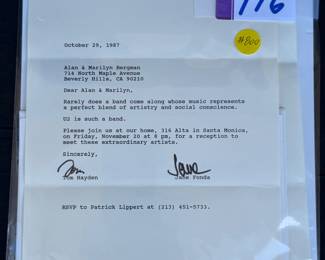 776
#800
October 29, 1987
Alan & Marilyn Bergman
714 North Maple Avenue
Beverly Hills, CA 90210
Dear Alan & Marilyn,
Rarely does a band come along whose music represents
a perfect blend of artistry and social conscience.
U2 is such a band.
Please join us at our home, 316 Alta in Santa Monica,
on Friday, November 20 at 8 pm, for a reception to
meet these extraordinary artists.
Sincerely,
Tom Jane
Tom Hayden Jane Fonda
RSVP to Patrick Lippert at (213) 451-5733.